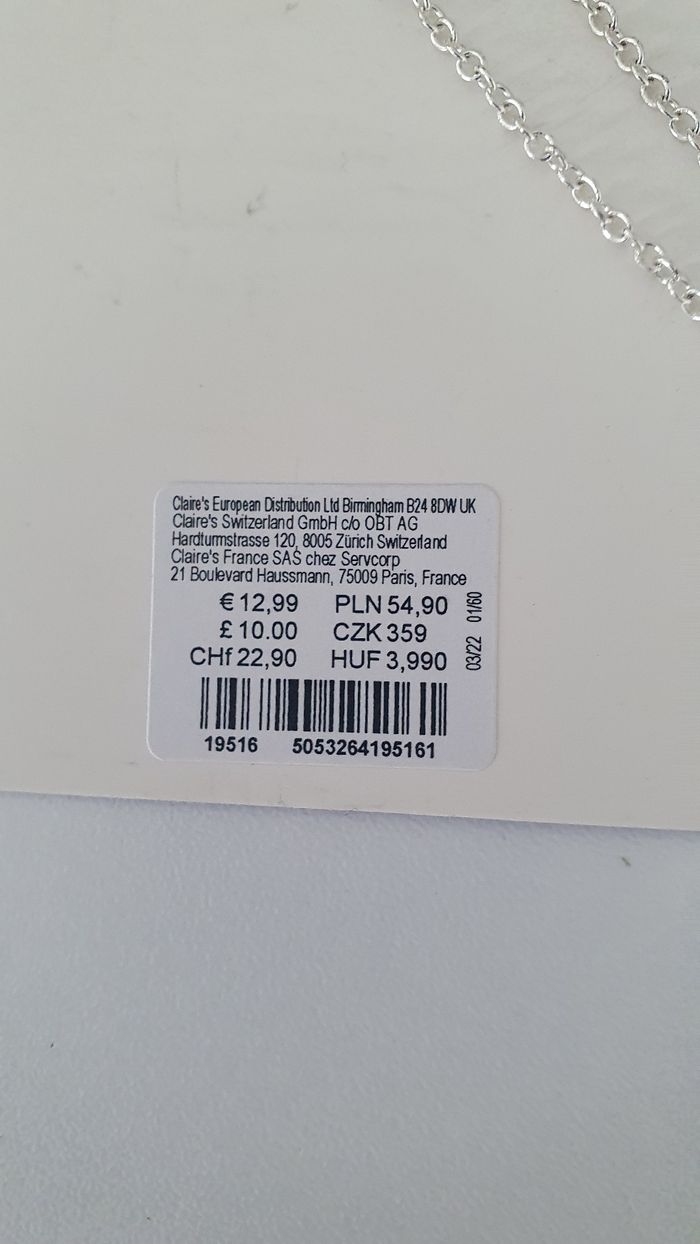 Claire's European Distribution Ltd Birmingham B24 8DW UK
Claire's Switzerland GmbH c/o OBT AG
Hardturmstrasse 120, 8005 Zürich Switzerland
Claire's France SAS chez Servcorp
21 Boulevard Haussmann, 75009 Paris, France
€ 12,99 PLN 54,90
£ 10.00 CZK 359
CHf 22,90 HUF 3,990
03/22 01/60
19516 5053264195161